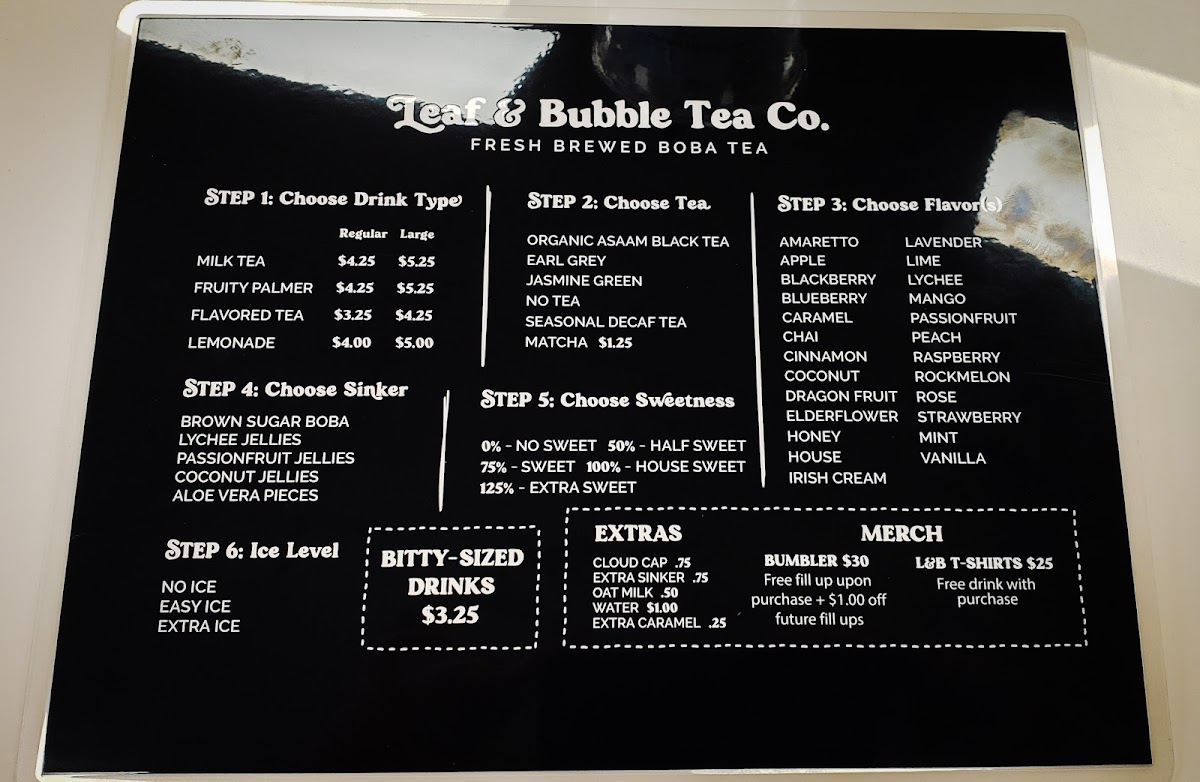 Leaf & Bubble Tea Co.
FRESH BREWED BOBA TEA
STEP 1: Choose Drink Type
Regular Large
MILK TEA $4.25 $5.25
FRUITY PALMER $4.25 $5.25
FLAVORED TEA $3.25 $4.25
LEMONADE $4.00 $5.00
STEP 2: Choose Tea
ORGANIC ASAAM BLACK TEA
EARL GREY
JASMINE GREEN
NO TEA
SEASONAL DECAF TEA
MATCHA $1.25
STEP 3: Choose Flavor(s)
AMARETTO
APPLE
BLACKBERRY
BLUEBERRY
CARAMEL
CHAI
CINNAMON
COCONUT
DRAGON FRUIT
ELDERFLOWER
HONEY
HOUSE
IRISH CREAM
LAVENDER
LIME
LYCHEE
MANGO
PASSIONFRUIT
PEACH
RASPBERRY
ROCKMELON
ROSE
STRAWBERRY
MINT
VANILLA
STEP 4: Choose Sinker
BROWN SUGAR BOBA
LYCHEE JELLIES
PASSIONFRUIT JELLIES
COCONUT JELLIES
ALOE VERA PIECES
STEP 5: Choose Sweetness
0% - NO SWEET 50% - HALF SWEET
75% - SWEET 100% - HOUSE SWEET
125% - EXTRA SWEET
STEP 6: Ice Level
NO ICE
EASY ICE
EXTRA ICE
BITTY-SIZED
DRINKS
$3.25
EXTRAS
CLOUD CAP .75
EXTRA SINKER .75
OAT MILK .50
WATER $1.00
EXTRA CARAMEL .25
MERCH
BUMBLER $30
Free fill up upon
purchase + $1.00 off
future fill ups
L&B T-SHIRTS $25
Free drink with
purchase